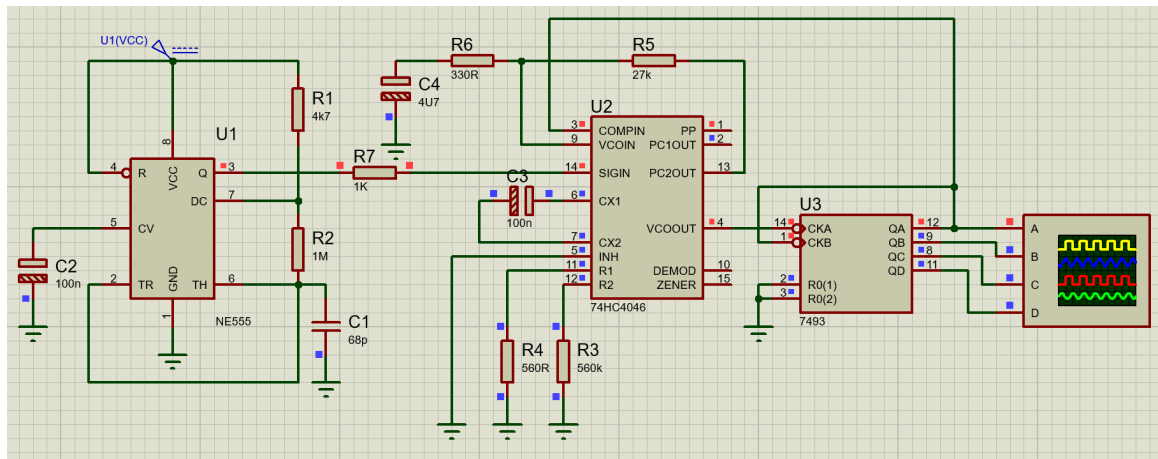 U1(VCC)
R6
330R
R5
27k
C4
4U7
R1
4k7
U1
U2
3 COMPIN PP 1
9 VCOIN PC1OUT 2
14 SIGIN PC2OUT 13
6 CX1
7 CX2 VCOOUT 4
5 INH
11 R1 DEMOD 10
12 R2 ZENER 15
74HC4046
8
4 R VCC Q 3
DC 7
5 CV
2 TR GND TH 6
1
NE555
R7
1K
C3
100n
R2
1M
C2
100n
C1
68p
R4
560R
R3
560k
U3
14 CKA QA 12
1 CKB QB 9
QC 8
QD 11
2 R0(1)
3 R0(2)
7493
A
B
C
D